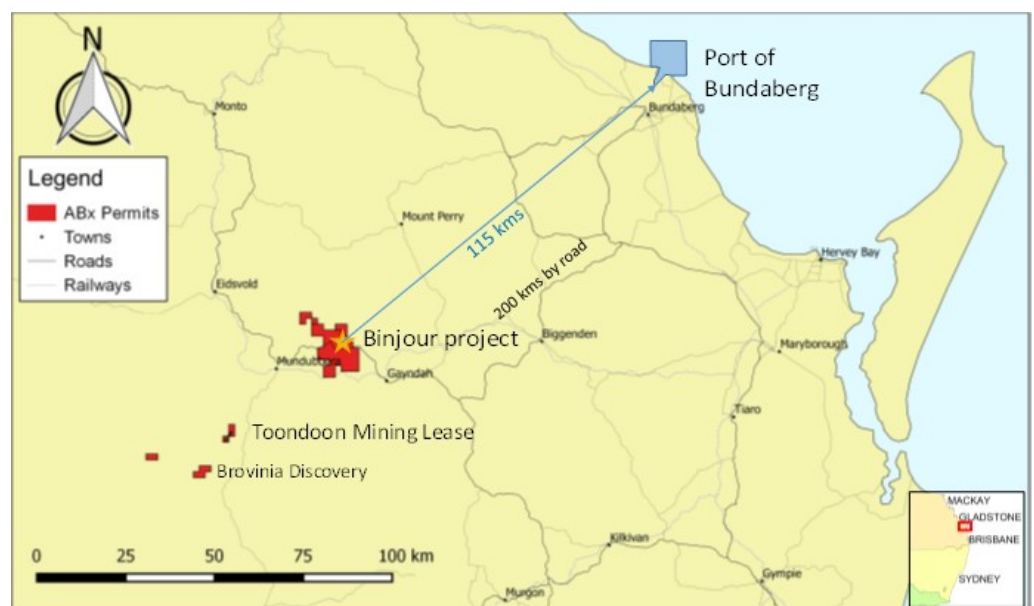 N
Port of
Bundaberg
Bundaberg
Monto
Legend
ABx Permits
Towns
Roads
Railways
Mount Perry
115 kms
200 kms by road
Hervey Bay
Eidsvold
Binjour project
Biggenden
Maryborough
Gayndah
Tiaro
Toondoon Mining Lease
Brovinia Discovery
0 25 50 75 100 km
Kilkivan
Murgon
Gympie
MACKAY
GLADSTONE
BRISBANE
SYDNEY